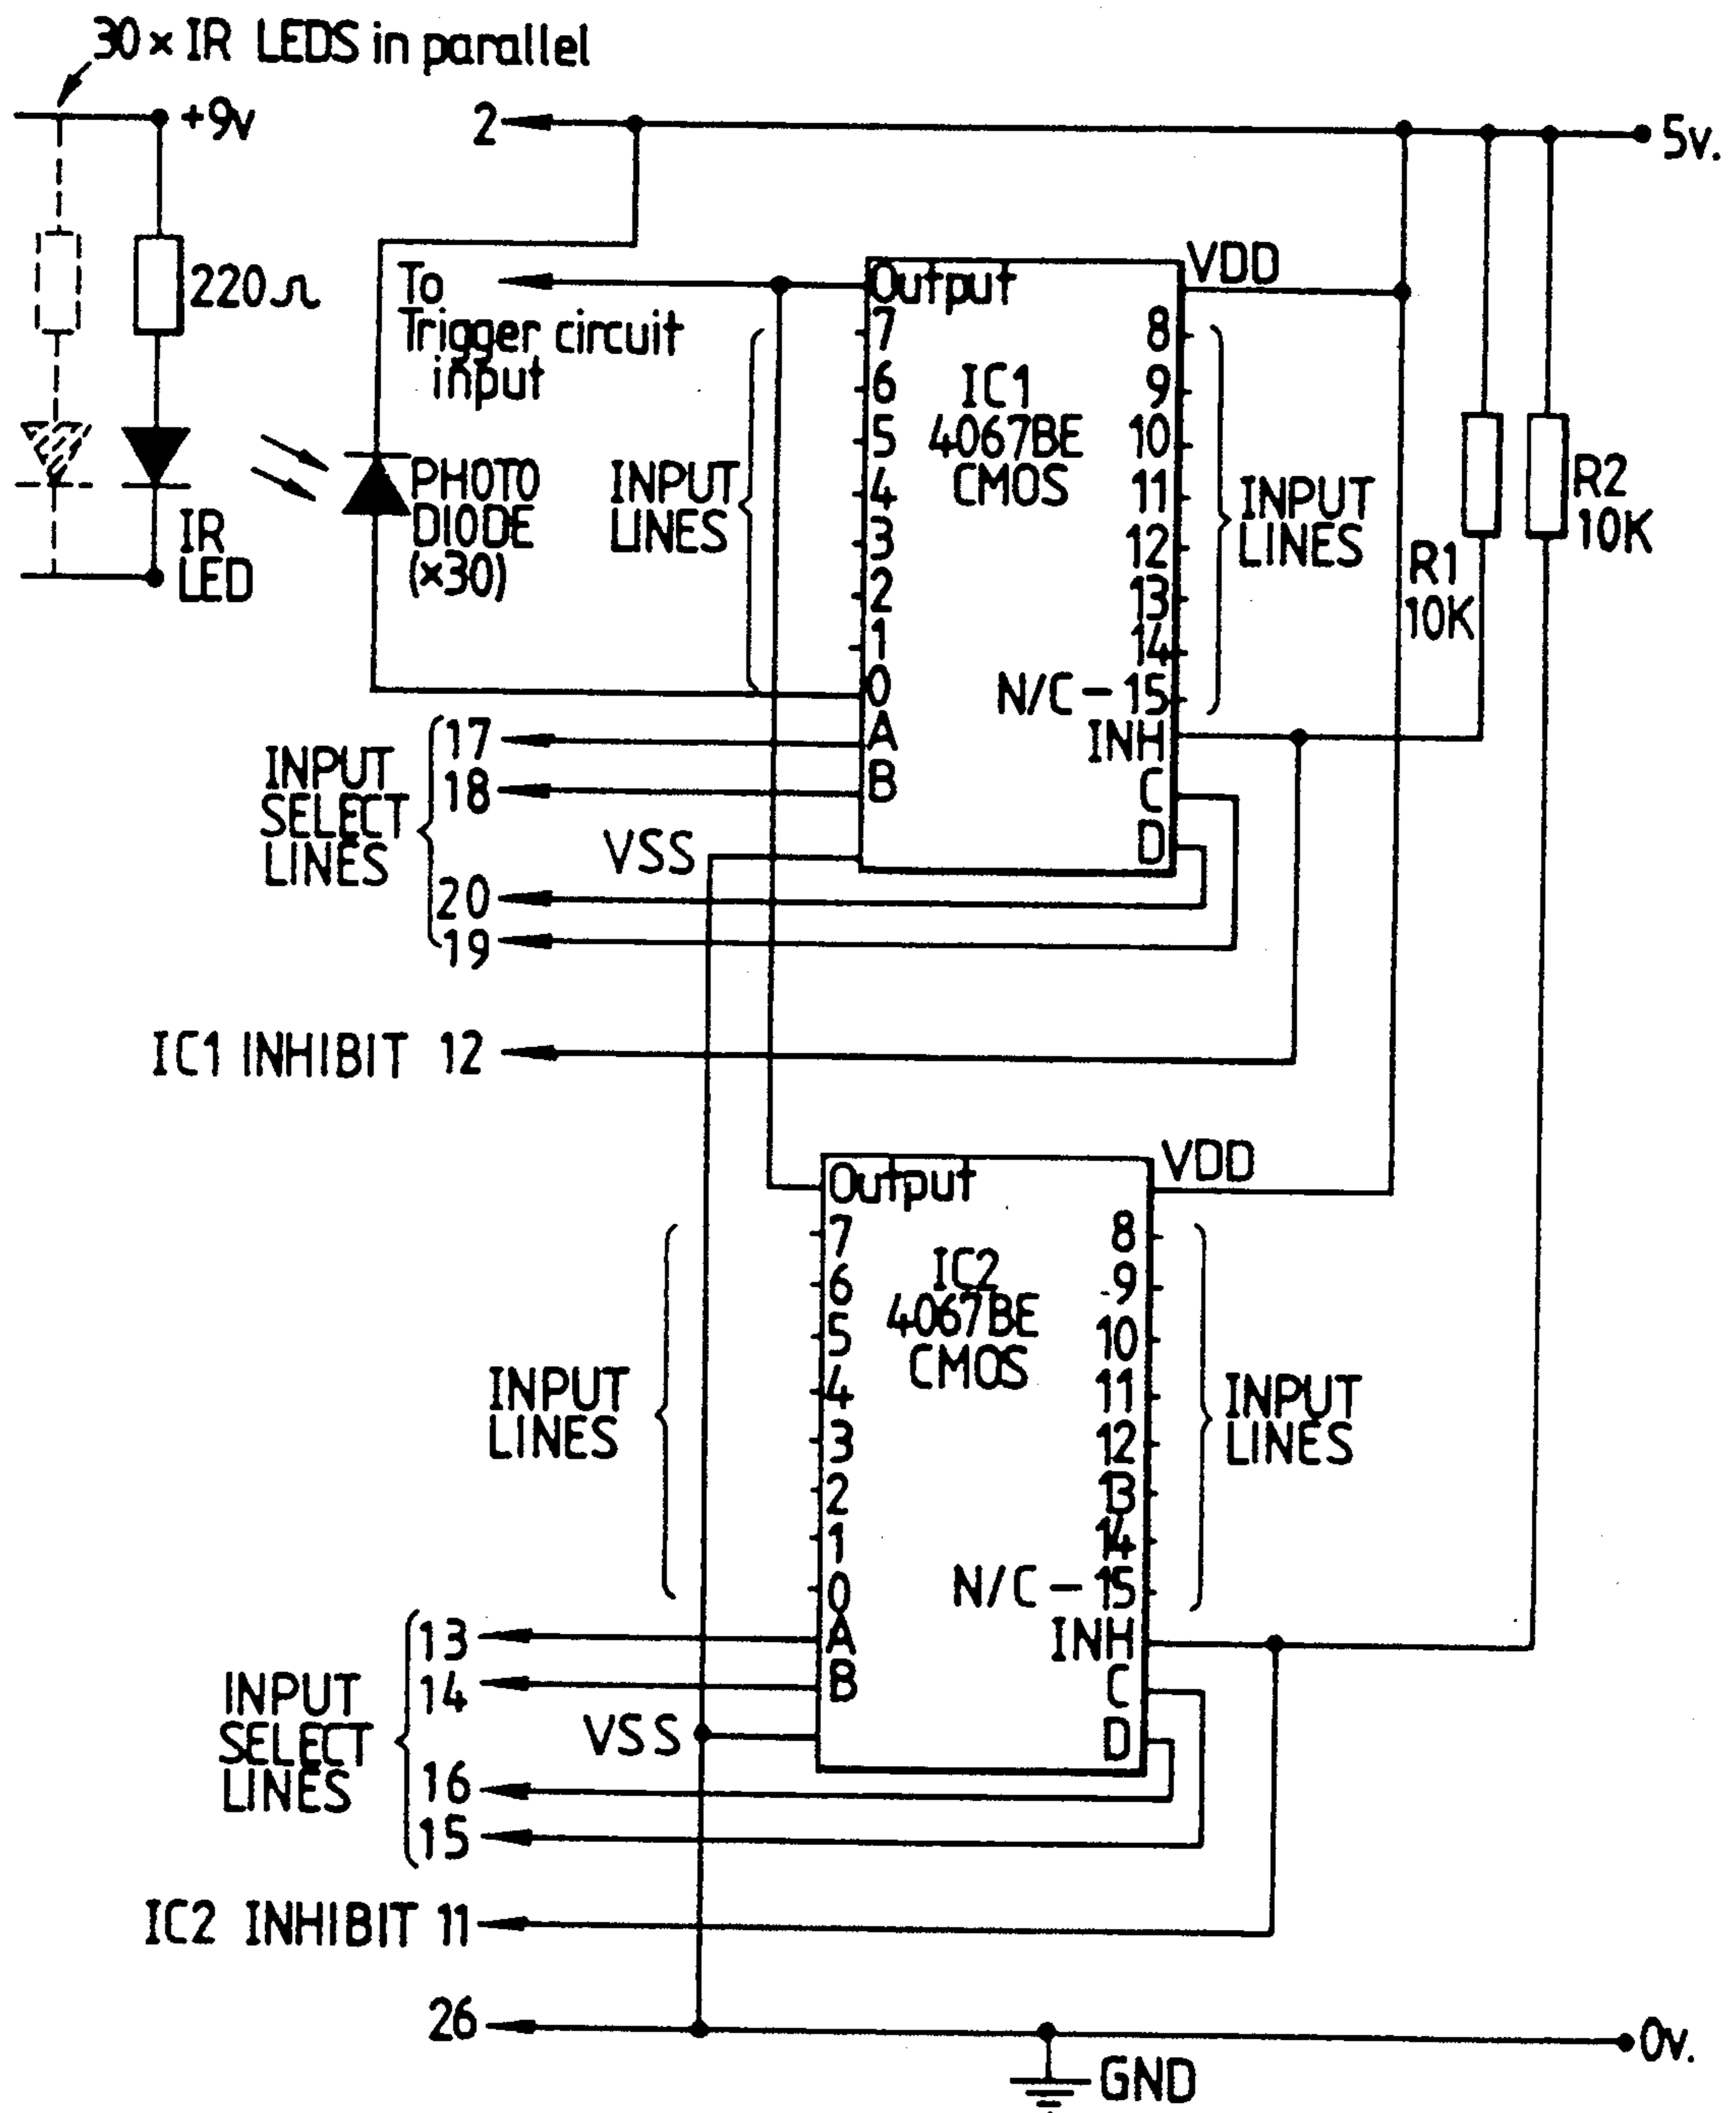 30 x IR LEDS in parallel
+9v
2
5v.
220Ω
To
Trigger circuit
input
Output
VDD
7
6
5
4
3
2
1
0
A
B
IC1
4067BE
CMOS
8
9
10
11
12
13
14
N/C - 15
INH
C
D
INPUT
LINES
INPUT
LINES
PHOTO
DIODE
(x30)
IR
LED
R1
10K
R2
10K
INPUT
SELECT
LINES
17
18
20
19
VSS
IC1 INHIBIT 12
Output
VDD
7
6
5
4
3
2
1
0
A
B
IC2
4067BE
CMOS
8
9
10
11
12
13
14
N/C - 15
INH
C
D
INPUT
LINES
INPUT
LINES
INPUT
SELECT
LINES
13
14
16
15
VSS
IC2 INHIBIT 11
26
0v.
GND